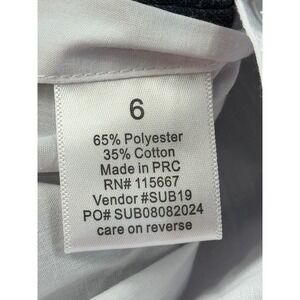 6
65% Polyester
35% Cotton
Made in PRC
RN# 115667
Vendor #SUB19
PO# SUB08082024
care on reverse